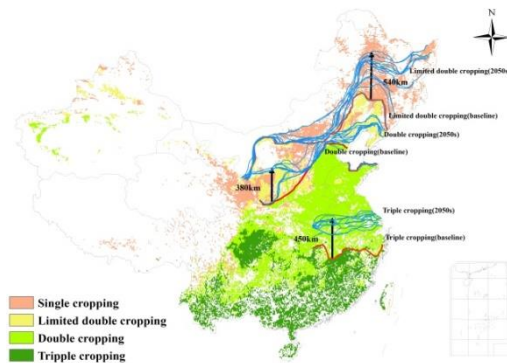 N
Limited double cropping(2050s)
540km
Limited double cropping(baseline)
Double cropping(2050s)
Double cropping(baseline)
380km
Triple cropping(2050s)
450km
Triple cropping(baseline)
Single cropping
Limited double cropping
Double cropping
Tripple cropping